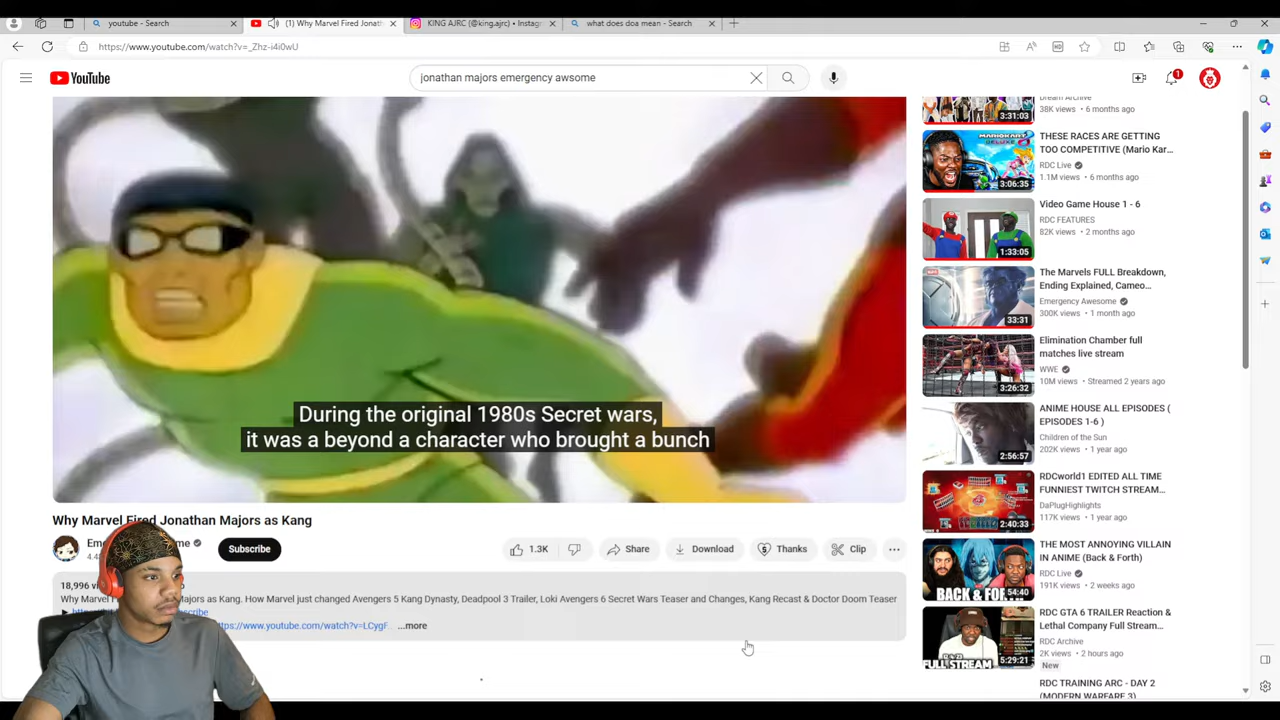 youtube - Search
(1) Why Marvel Fired Jonath
KING AJRC (@king.ajrc) • Instag
what does doa mean - Search
https://www.youtube.com/watch?v=_Zhz-i4i0wU
YouTube
jonathan majors emergency awsome
1
During the original 1980s Secret wars,
it was a beyond a character who brought a bunch
Why Marvel Fired Jonathan Majors as Kang
Subscribe
1.3K
Share
Download
Thanks
Clip
18,996
Why Marvel
Majors as Kang. How Marvel just changed Avengers 5 Kang Dynasty, Deadpool 3 Trailer, Loki Avengers 6 Secret Wars Teaser and Changes, Kang Recast & Doctor Doom Teaser
...more
Dream Archive
38K views • 6 months ago
3:31:03
THESE RACES ARE GETTING
TOO COMPETITIVE (Mario Kar...
RDC Live
1.1M views • 6 months ago
3:06:35
Video Game House 1 - 6
RDC FEATURES
82K views • 2 months ago
1:33:05
The Marvels FULL Breakdown,
Ending Explained, Cameo...
Emergency Awesome
300K views • 1 month ago
33:31
Elimination Chamber full
matches live stream
WWE
10M views • Streamed 2 years ago
3:26:32
ANIME HOUSE ALL EPISODES (
EPISODES 1-6 )
Children of the Sun
202K views • 1 year ago
2:56:57
RDCworld1 EDITED ALL TIME
FUNNIEST TWITCH STREAM...
DaPlugHighlights
117K views • 1 year ago
2:40:33
THE MOST ANNOYING VILLAIN
IN ANIME (Back & Forth)
RDC Live
191K views • 2 weeks ago
BACK &
54:40
RDC GTA 6 TRAILER Reaction &
Lethal Company Full Stream...
RDC Archive
2K views • 2 hours ago
New
FULL STREAM
5:29:21
RDC TRAINING ARC - DAY 2
(MODERN WARFARE 3)